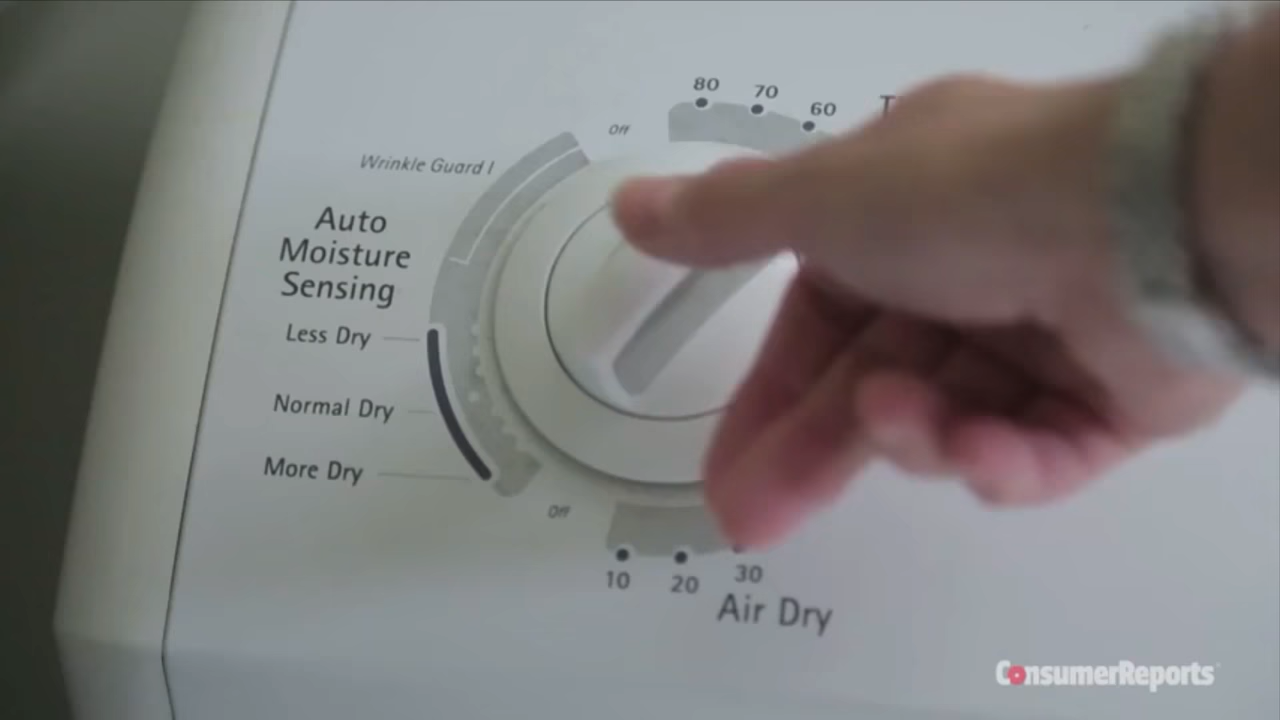 80 70 60
Off
Wrinkle Guard I
Auto
Moisture
Sensing
Less Dry
Normal Dry
More Dry
Off
10 20 30
Air Dry
ConsumerReports